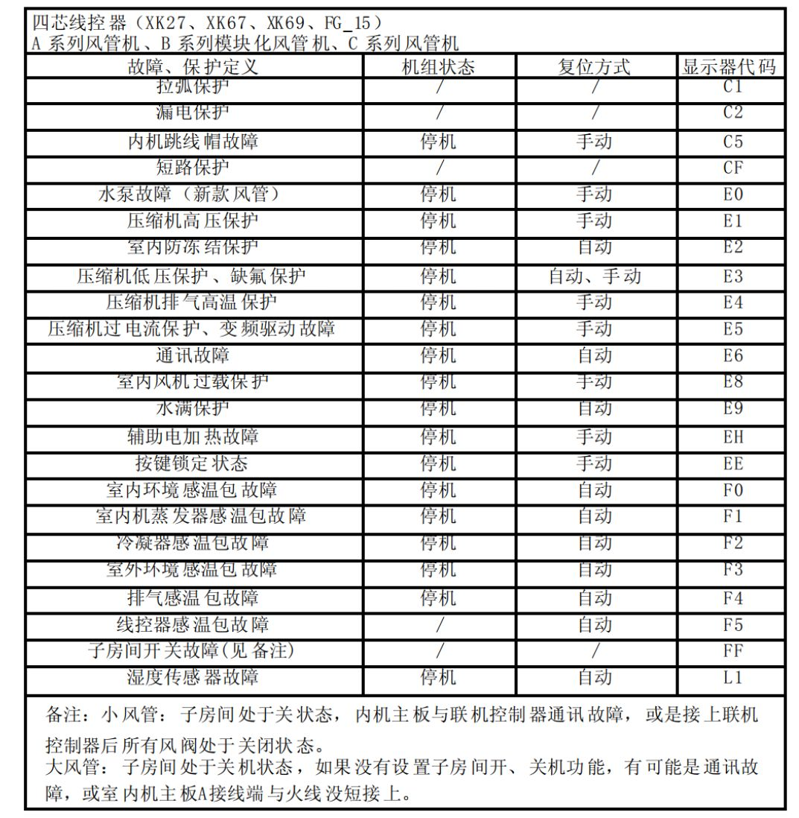 四芯线控器（XK27、XK67、XK69、FG_15）
A 系列风管机、B 系列模块化风管机、C 系列风管机
故障、保护定义 机组状态 复位方式 显示器代码
拉弧保护 / / C1
漏电保护 / / C2
内机跳线帽故障 停机 手动 C5
短路保护 / / CF
水泵故障（新款风管） 停机 手动 E0
压缩机高压保护 停机 手动 E1
室内防冻结保护 停机 自动 E2
压缩机低压保护、缺氟保护 停机 自动、手动 E3
压缩机排气高温保护 停机 手动 E4
压缩机过电流保护、变频驱动故障 停机 手动 E5
通讯故障 停机 自动 E6
室内风机过载保护 停机 手动 E8
水满保护 停机 自动 E9
辅助电加热故障 停机 手动 EH
按键锁定状态 停机 手动 EE
室内环境感温包故障 停机 自动 F0
室内机蒸发器感温包故障 停机 自动 F1
冷凝器感温包故障 停机 自动 F2
室外环境感温包故障 停机 自动 F3
排气感温包故障 停机 自动 F4
线控器感温包故障 / 自动 F5
子房间开关故障(见备注) / / FF
湿度传感器故障 停机 自动 L1
备注：小风管：子房间处于关状态，内机主板与联机控制器通讯故障，或是接上联机
控制器后所有风阀处于关闭状态。
大风管：子房间处于关机状态，如果没有设置子房间开、关机功能，有可能是通讯故
障，或室内机主板A接线端与火线没短接上。